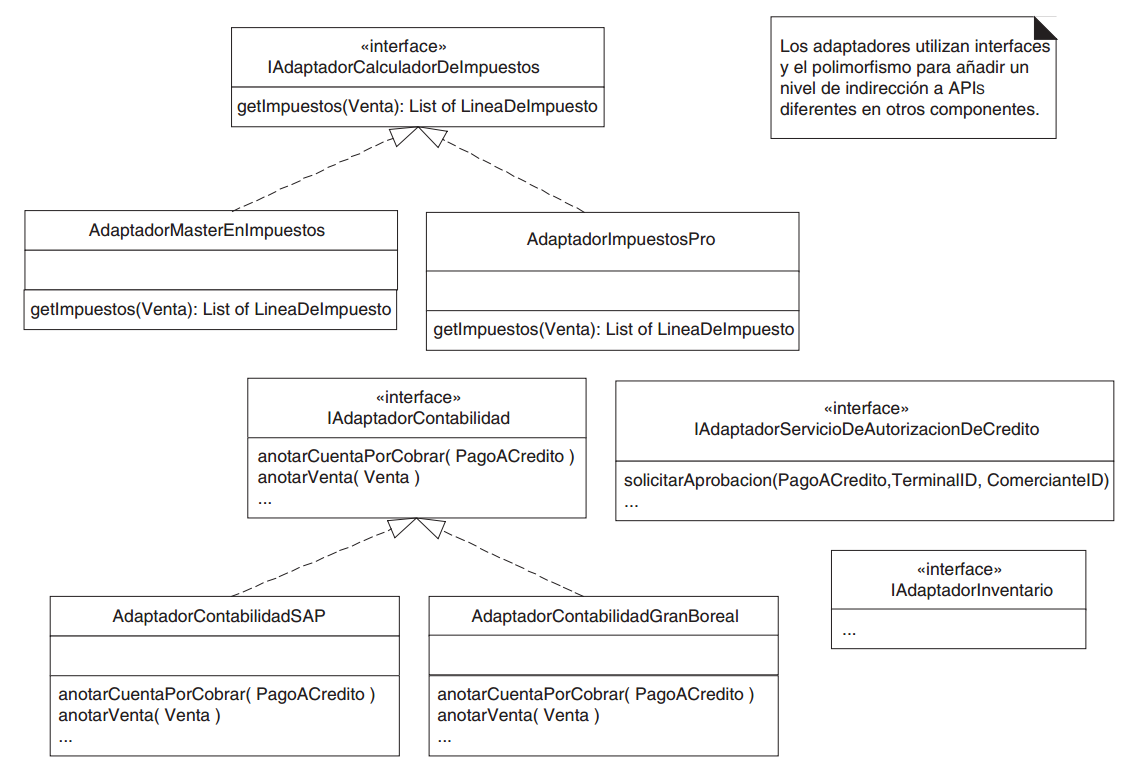 «interface»
IAdaptadorCalculadorDeImpuestos
getImpuestos(Venta): List of LineaDeImpuesto
Los adaptadores utilizan interfaces
y el polimorfismo para añadir un
nivel de indirección a APIs
diferentes en otros componentes.
AdaptadorMasterEnImpuestos
getImpuestos(Venta): List of LineaDeImpuesto
AdaptadorImpuestosPro
getImpuestos(Venta): List of LineaDeImpuesto
«interface»
IAdaptadorContabilidad
anotarCuentaPorCobrar( PagoACredito )
anotarVenta( Venta )
...
«interface»
IAdaptadorServicioDeAutorizacionDeCredito
solicitarAprobacion(PagoACredito,TerminalID, ComercianteID)
...
«interface»
IAdaptadorInventario
...
AdaptadorContabilidadSAP
anotarCuentaPorCobrar( PagoACredito )
anotarVenta( Venta )
...
AdaptadorContabilidadGranBoreal
anotarCuentaPorCobrar( PagoACredito )
anotarVenta( Venta )
...